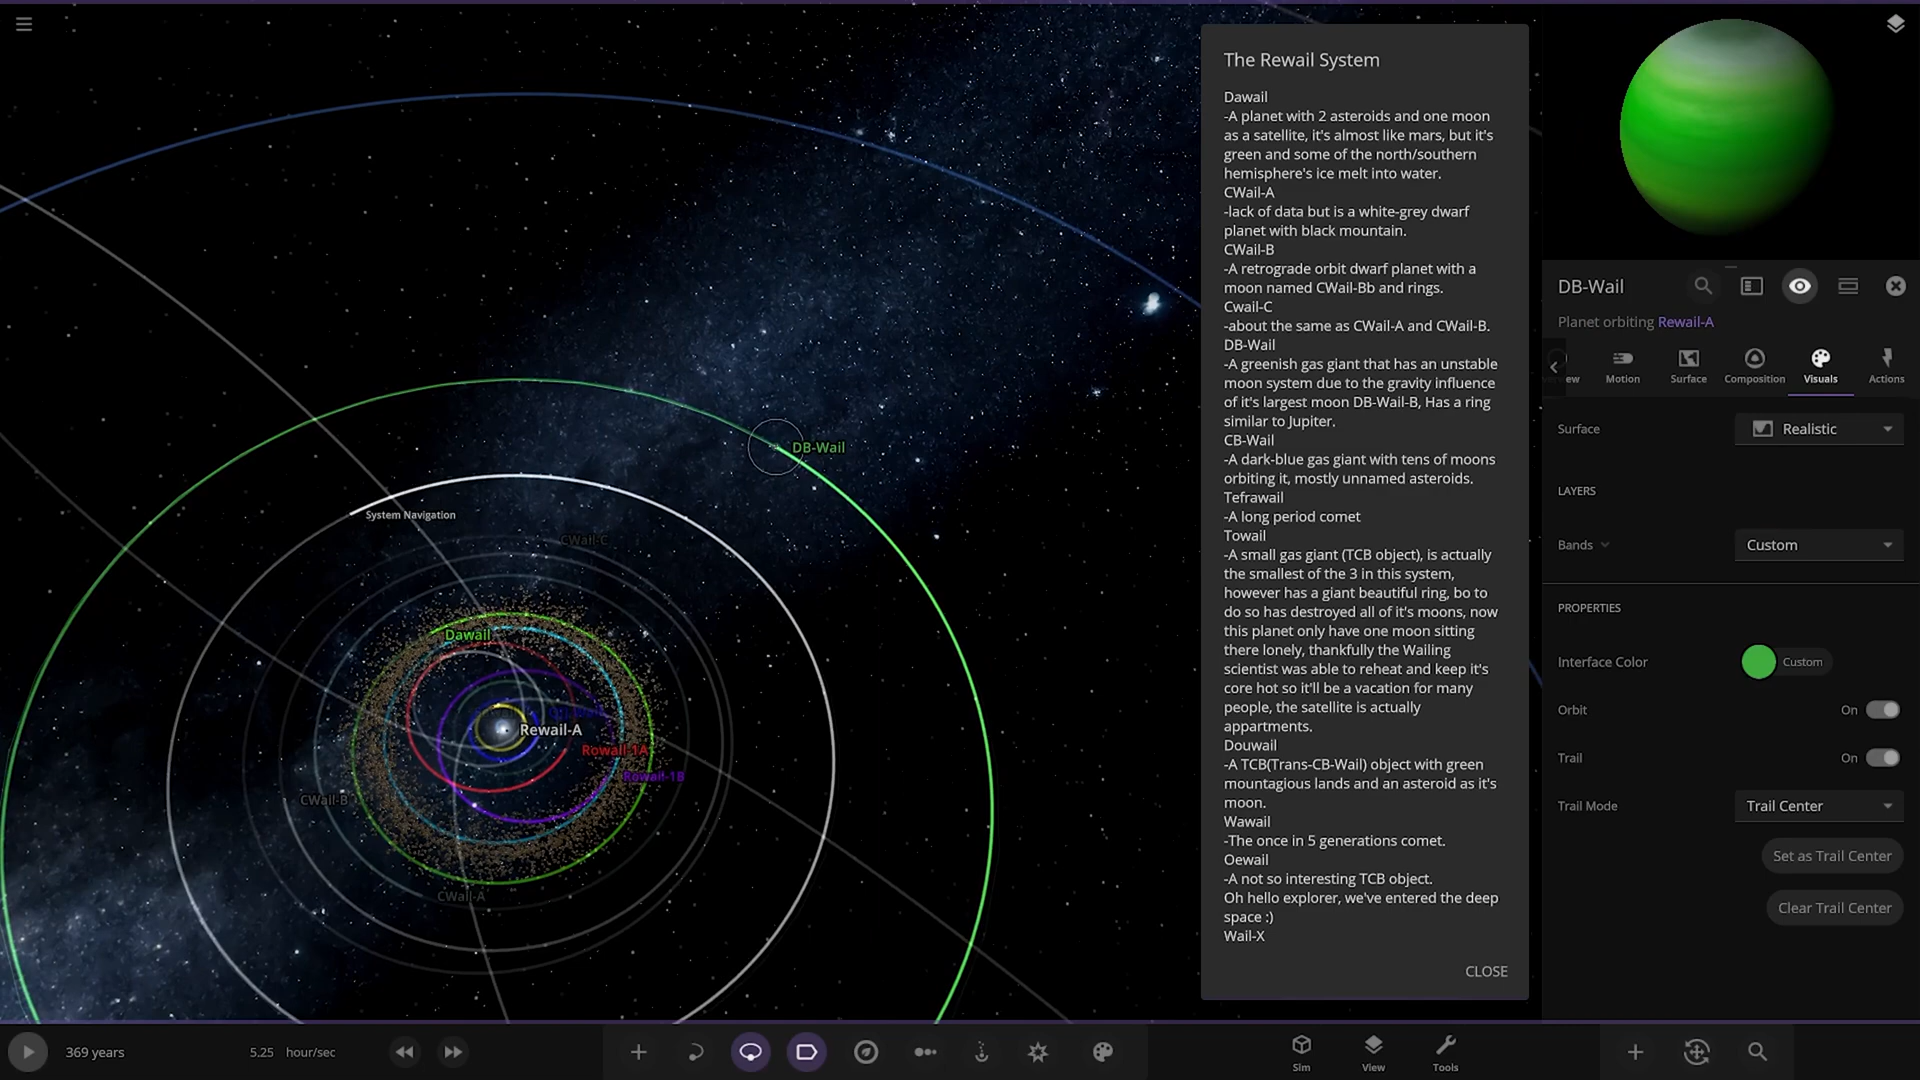 The Rewail System
Dawail
-A planet with 2 asteroids and one moon
as a satellite, it's almost like mars, but it's
green and some of the north/southern
hemisphere's ice melt into water.
CWail-A
-lack of data but is a white-grey dwarf
planet with black mountain.
CWail-B
-A retrograde orbit dwarf planet with a
moon named CWail-Bb and rings.
Cwail-C
-about the same as CWail-A and CWail-B.
DB-Wail
-A greenish gas giant that has an unstable
moon system due to the gravity influence
of it's largest moon DB-Wail-B, Has a ring
similar to Jupiter.
CB-Wail
-A dark-blue gas giant with tens of moons
orbiting it, mostly unnamed asteroids.
Tefrawail
-A long period comet
Towail
-A small gas giant (TCB object), is actually
the smallest of the 3 in this system,
however has a giant beautiful ring, bo to
do so has destroyed all of it's moons, now
this planet only have one moon sitting
there lonely, thankfully the Wailing
scientist was able to reheat and keep it's
core hot so it'll be a vacation for many
people, the satellite is actually
appartments.
Douwail
-A TCB(Trans-CB-Wail) object with green
mountagious lands and an asteroid as it's
moon.
Wawail
-The once in 5 generations comet.
Oewail
-A not so interesting TCB object.
Oh hello explorer, we've entered the deep
space :)
Wail-X
CLOSE
DB-Wail
System Navigation
CWail-C
Dawail
Rewail-A
Rowail-1A
Rowail-1B
CWail-B
CWail-A
DB-Wail
Planet orbiting Rewail-A
Motion
Surface
Composition
Visuals
Actions
Surface
Realistic
LAYERS
Bands
Custom
PROPERTIES
Interface Color
Custom
Orbit
On
Trail
On
Trail Mode
Trail Center
Set as Trail Center
Clear Trail Center
369 years
5.25 hour/sec
Sim
View
Tools